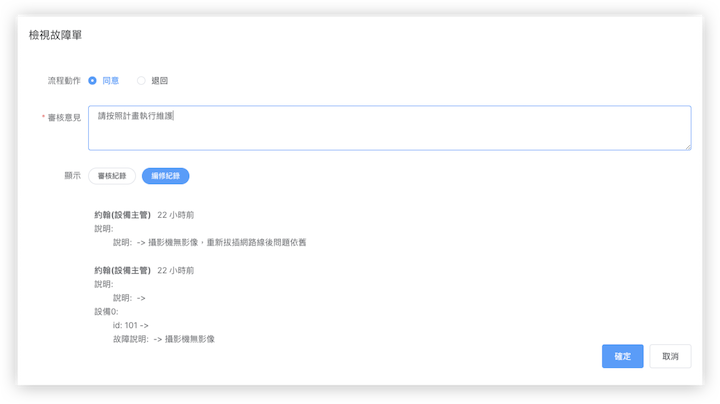 檢視故障單
流程動作 同意 退回
* 審核意見 請按照計畫執行維護
顯示 審核紀錄 編修紀錄
約翰(設備主管) 22 小時前
說明:
說明: -> 攝影機無影像，重新拔插網路線後問題依舊
約翰(設備主管) 22 小時前
說明:
說明: ->
設備0:
id: 101 ->
故障說明: -> 攝影機無影像
確定 取消